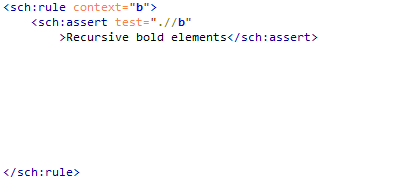 <sch:rule context="b">
<sch:assert test=".//b"
>Recursive bold elements</sch:assert>
</sch:rule>